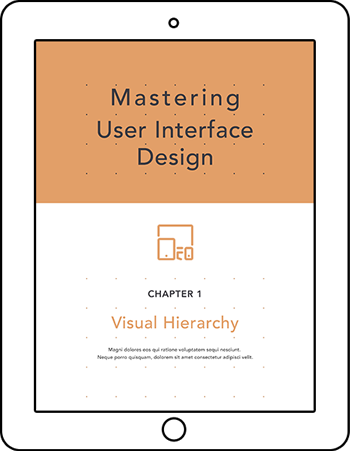 Mastering
User Interface
Design
CHAPTER 1
Visual Hierarchy
Magni dolores eos qui ratione voluptatem sequi nesciunt.
Neque porro quisquam, dolorem sit amet consectetur adipisci velit.